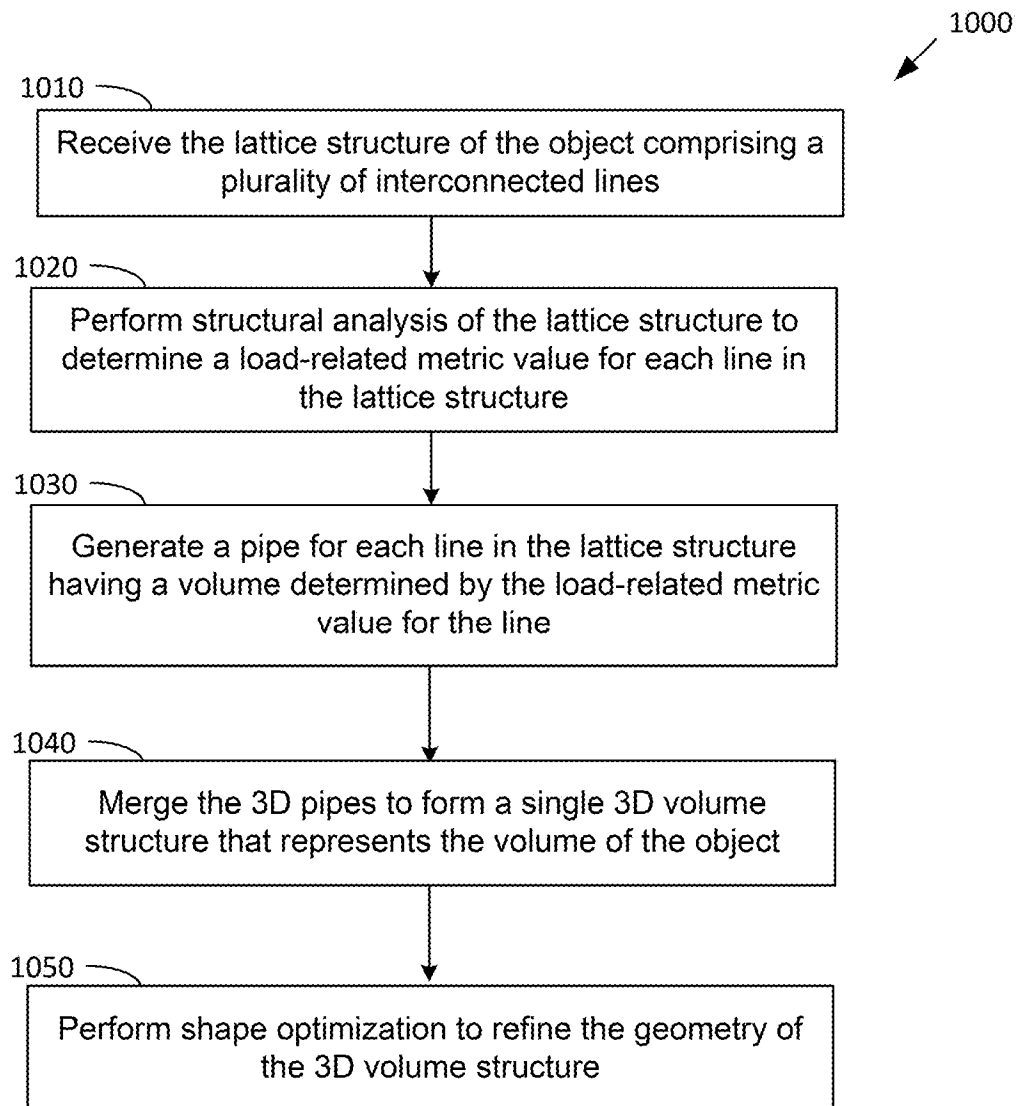 1000
1010
Receive the lattice structure of the object comprising a
plurality of interconnected lines
1020
Perform structural analysis of the lattice structure to
determine a load-related metric value for each line in
the lattice structure
1030
Generate a pipe for each line in the lattice structure
having a volume determined by the load-related metric
value for the line
1040
Merge the 3D pipes to form a single 3D volume
structure that represents the volume of the object
1050
Perform shape optimization to refine the geometry of
the 3D volume structure